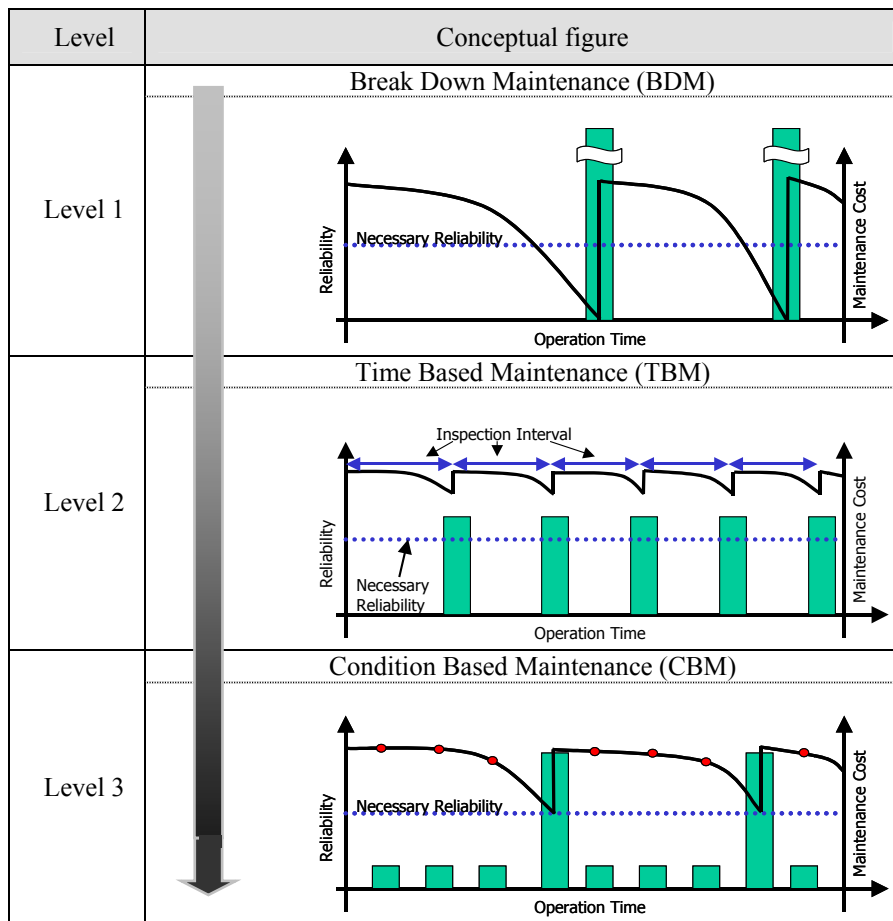 Level
Conceptual figure
Level 1
Break Down Maintenance (BDM)
Reliability
Necessary Reliability
Maintenance Cost
Operation Time
Level 2
Time Based Maintenance (TBM)
Inspection Interval
Reliability
Necessary
Reliability
Maintenance Cost
Operation Time
Level 3
Condition Based Maintenance (CBM)
Reliability
Necessary Reliability
Maintenance Cost
Operation Time